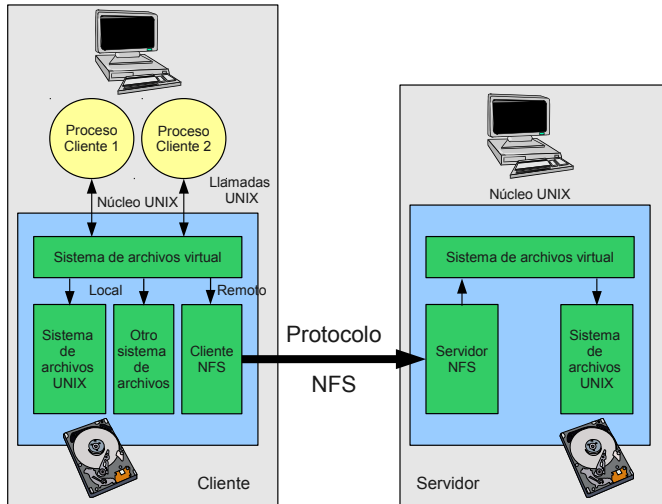 Proceso
Cliente 1
Proceso
Cliente 2
Llamadas
UNIX
Núcleo UNIX
Sistema de archivos virtual
Local
Remoto
Sistema
de
archivos
UNIX
Otro
sistema
de
archivos
Cliente
NFS
Cliente
Protocolo
NFS
Núcleo UNIX
Sistema de archivos virtual
Servidor
NFS
Sistema
de
archivos
UNIX
Servidor